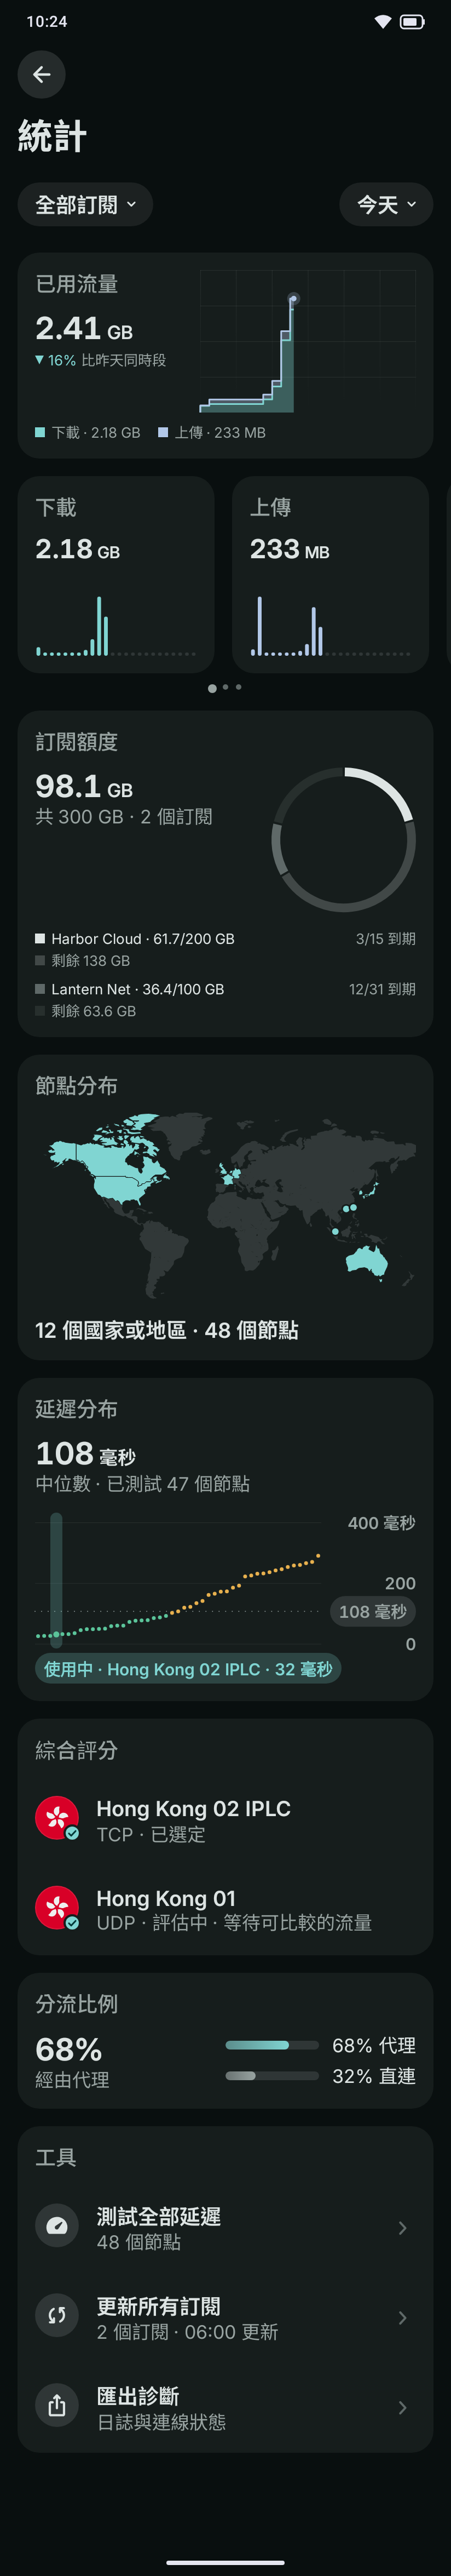 10:24
統計
全部訂閱
今天
已用流量
2.41 GB
▼ 16% 比昨天同時段
下載 · 2.18 GB
上傳 · 233 MB
下載
2.18 GB
上傳
233 MB
訂閱額度
98.1 GB
共 300 GB · 2 個訂閱
Harbor Cloud · 61.7/200 GB
3/15 到期
剩餘 138 GB
Lantern Net · 36.4/100 GB
12/31 到期
剩餘 63.6 GB
節點分布
12 個國家或地區 · 48 個節點
延遲分布
108 毫秒
中位數 · 已測試 47 個節點
400 毫秒
200
108 毫秒
0
使用中 · Hong Kong 02 IPLC · 32 毫秒
綜合評分
Hong Kong 02 IPLC
TCP · 已選定
Hong Kong 01
UDP · 評估中 · 等待可比較的流量
分流比例
68%
經由代理
68% 代理
32% 直連
工具
測試全部延遲
48 個節點
更新所有訂閱
2 個訂閱 · 06:00 更新
匯出診斷
日誌與連線狀態